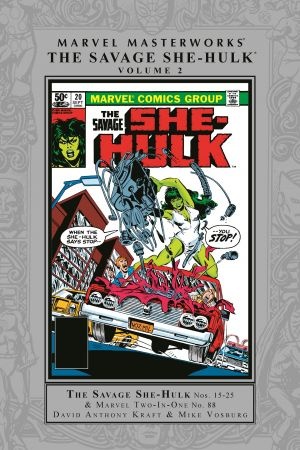 MARVEL MASTERWORKS
THE SAVAGE SHE-HULK
VOLUME 2
50¢
20
SEPT
MARVEL COMICS GROUP
THE
SAVAGE
SHE-
HULK
WHEN THE
SHE-HULK
SAYS STOP--
--YOU
STOP!
THE SAVAGE SHE-HULK NOS. 15-25
& MARVEL TWO-IN-ONE NO. 88
DAVID ANTHONY KRAFT & MIKE VOSBURG